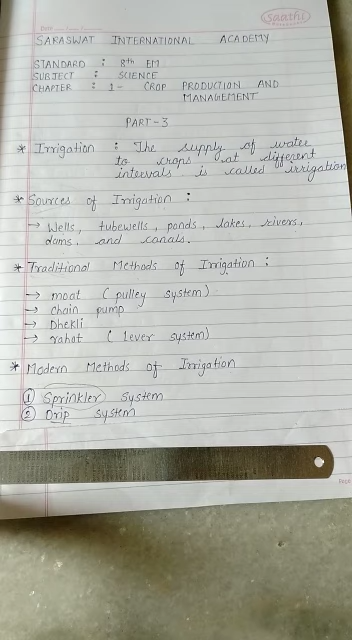 Saathi
Date
SARASWAT INTERNATIONAL ACADEMY
STANDARD : 8th EM
SUBJECT : SCIENCE
CHAPTER : 1 - CROP PRODUCTION AND
MANAGEMENT
PART-3
* Irrigation : The supply of water
to crops at different
intervals is called irrigation
* Sources of Irrigation :
→ Wells, tubewells, ponds, lakes, rivers,
dams, and canals.
* Traditional Methods of Irrigation :
→ moat (pulley system)
→ chain pump
→ Dhekli
→ rahat (Lever system)
* Modern Methods of Irrigation
① Sprinkler system
② Drip system
Page